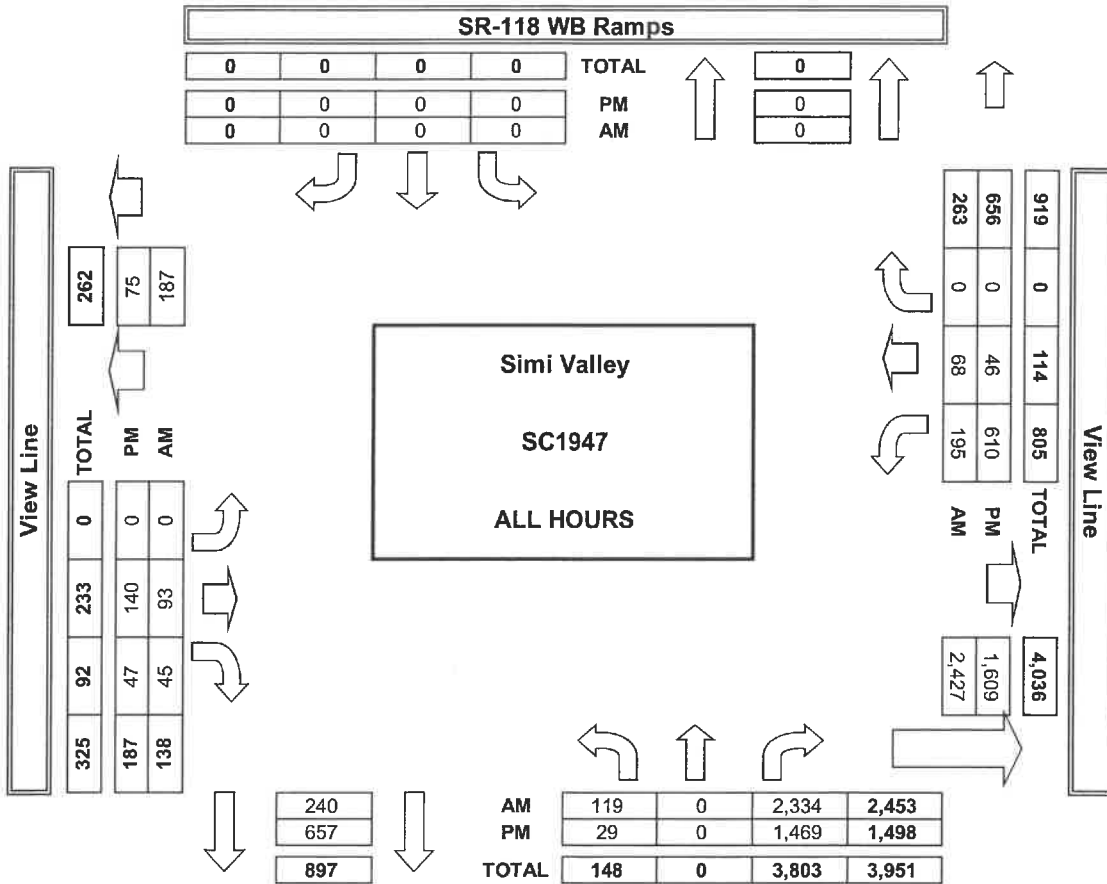 SR-118 WB Ramps
0 0 0 0 TOTAL 0
0 0 0 0 PM 0
0 0 0 0 AM 0
View Line
262
75
187
TOTAL PM AM
0 0 0
233 140 93
92 47 45
325 187 138
Simi Valley
SC1947
ALL HOURS
263 656 919
0 0 0
68 46 114
195 610 805
AM PM TOTAL
2,427 1,609 4,036
View Line
240 AM 119 0 2,334 2,453
657 PM 29 0 1,469 1,498
897 TOTAL 148 0 3,803 3,951